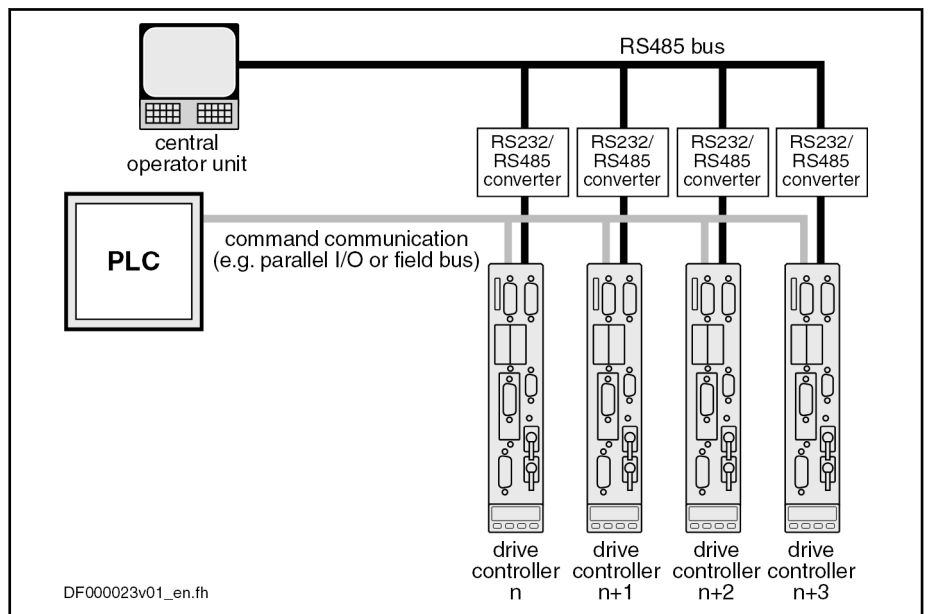 RS485 bus
central
operator unit
RS232/
RS485
converter
RS232/
RS485
converter
RS232/
RS485
converter
RS232/
RS485
converter
PLC
command communication
(e.g. parallel I/O or field bus)
drive
controller
n
drive
controller
n+1
drive
controller
n+2
drive
controller
n+3
DF000023v01_en.fh